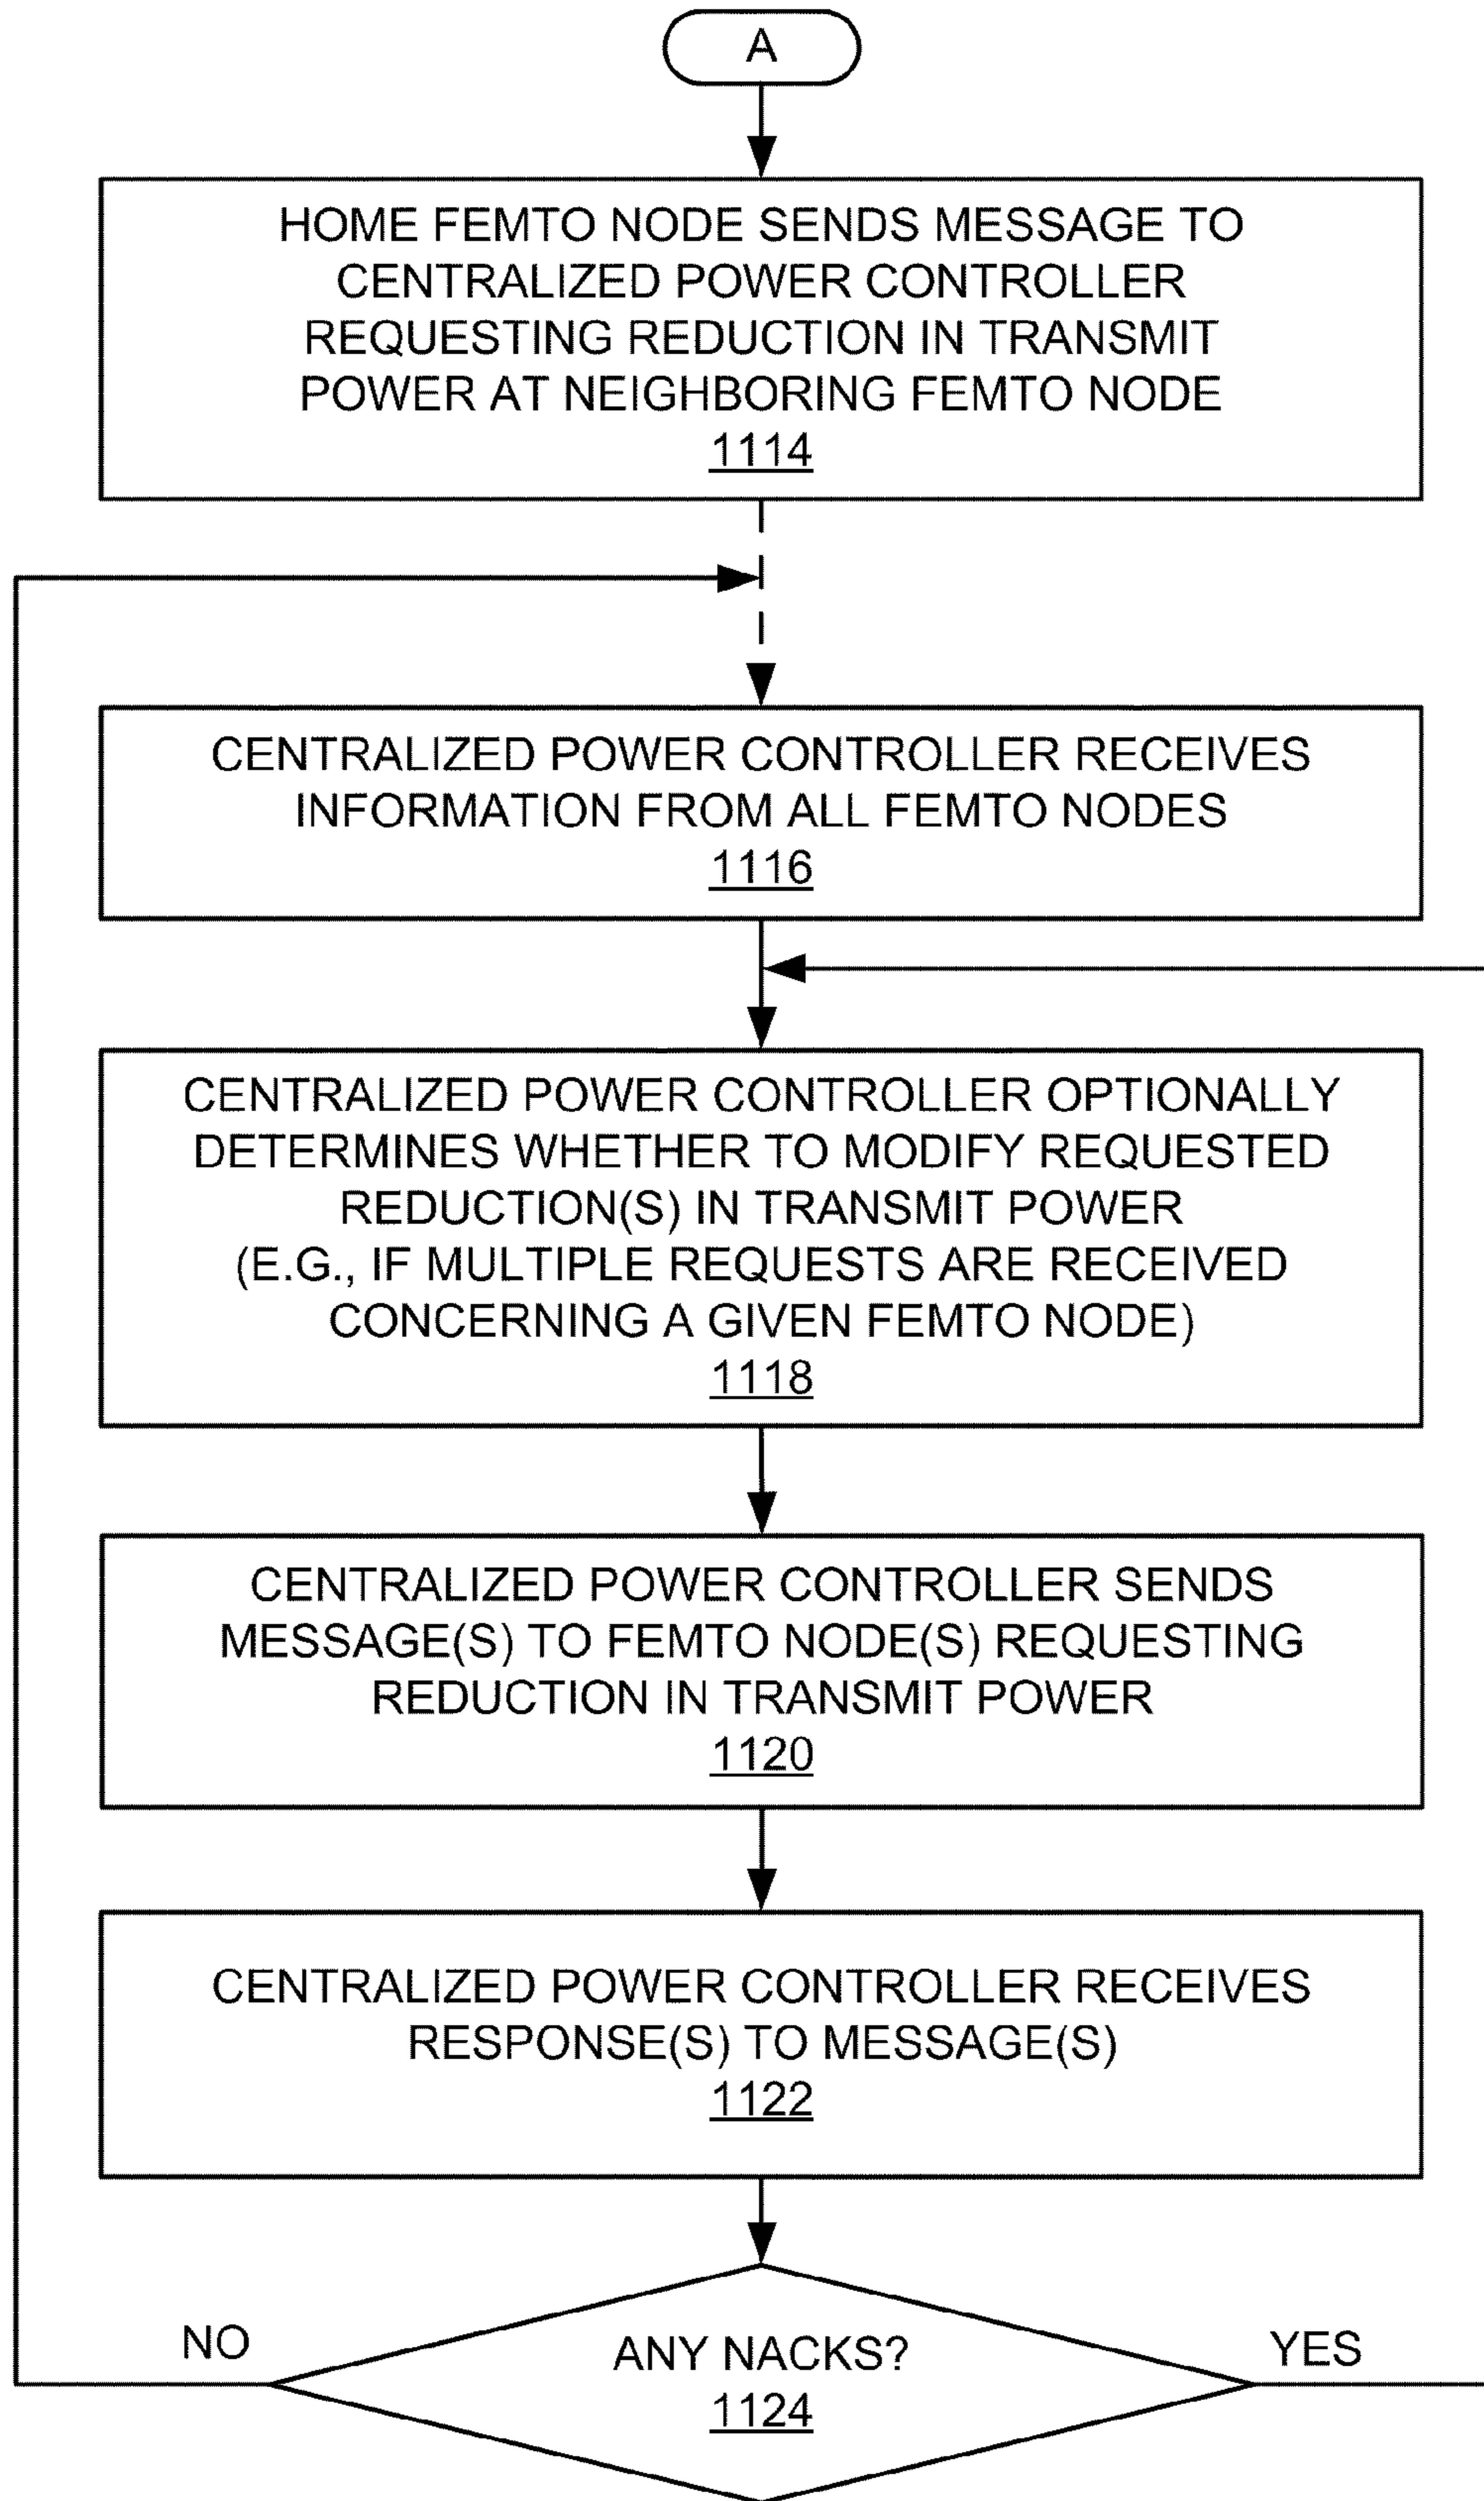 A
HOME FEMTO NODE SENDS MESSAGE TO
CENTRALIZED POWER CONTROLLER
REQUESTING REDUCTION IN TRANSMIT
POWER AT NEIGHBORING FEMTO NODE
1114
CENTRALIZED POWER CONTROLLER RECEIVES
INFORMATION FROM ALL FEMTO NODES
1116
CENTRALIZED POWER CONTROLLER OPTIONALLY
DETERMINES WHETHER TO MODIFY REQUESTED
REDUCTION(S) IN TRANSMIT POWER
(E.G., IF MULTIPLE REQUESTS ARE RECEIVED
CONCERNING A GIVEN FEMTO NODE)
1118
CENTRALIZED POWER CONTROLLER SENDS
MESSAGE(S) TO FEMTO NODE(S) REQUESTING
REDUCTION IN TRANSMIT POWER
1120
CENTRALIZED POWER CONTROLLER RECEIVES
RESPONSE(S) TO MESSAGE(S)
1122
NO
YES
ANY NACKS?
1124